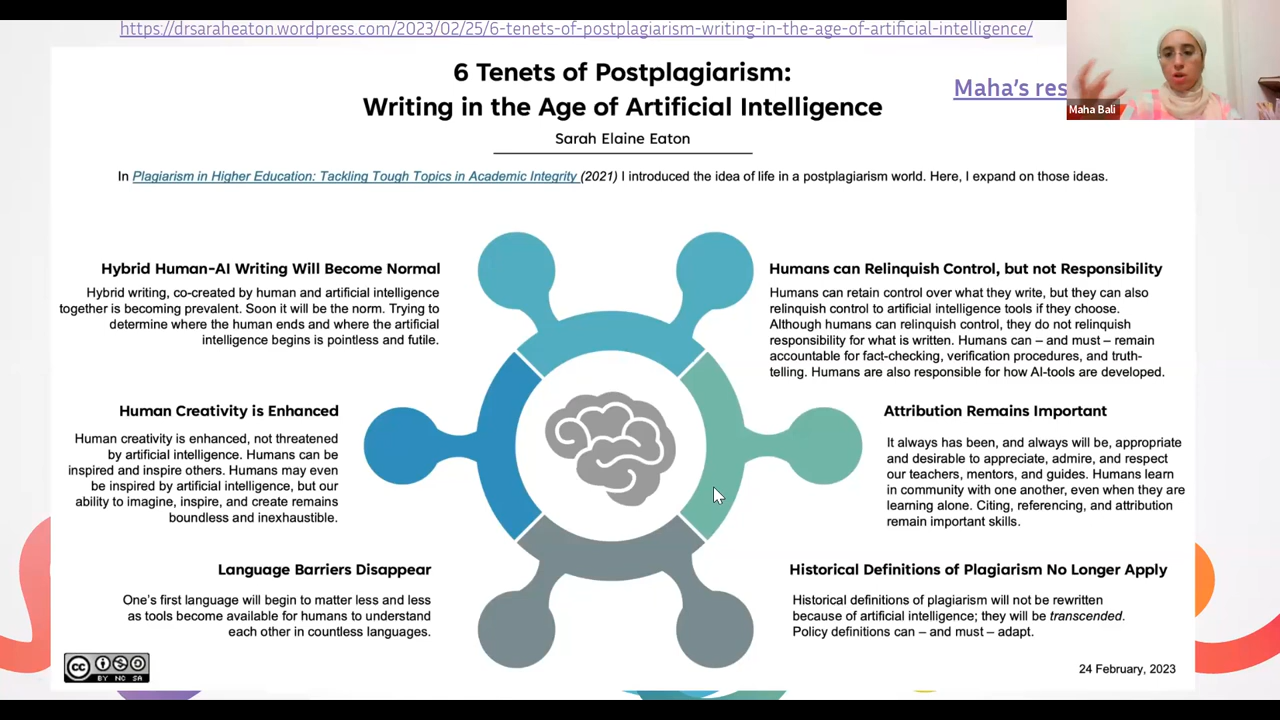 https://drsaraheaton.wordpress.com/2023/02/25/6-tenets-of-postplagiarism-writing-in-the-age-of-artificial-intelligence/
6 Tenets of Postplagiarism:
Writing in the Age of Artificial Intelligence
Maha's res
Maha Bali
Sarah Elaine Eaton
In Plagiarism in Higher Education: Tackling Tough Topics in Academic Integrity (2021) I introduced the idea of life in a postplagiarism world. Here, I expand on those ideas.
Hybrid Human-AI Writing Will Become Normal
Hybrid writing, co-created by human and artificial intelligence
together is becoming prevalent. Soon it will be the norm. Trying to
determine where the human ends and where the artificial
intelligence begins is pointless and futile.
Humans can Relinquish Control, but not Responsibility
Humans can retain control over what they write, but they can also
relinquish control to artificial intelligence tools if they choose.
Although humans can relinquish control, they do not relinquish
responsibility for what is written. Humans can – and must – remain
accountable for fact-checking, verification procedures, and truth-
telling. Humans are also responsible for how AI-tools are developed.
Human Creativity is Enhanced
Human creativity is enhanced, not threatened
by artificial intelligence. Humans can be
inspired and inspire others. Humans may even
be inspired by artificial intelligence, but our
ability to imagine, inspire, and create remains
boundless and inexhaustible.
Attribution Remains Important
It always has been, and always will be, appropriate
and desirable to appreciate, admire, and respect
our teachers, mentors, and guides. Humans learn
in community with one another, even when they are
learning alone. Citing, referencing, and attribution
remain important skills.
Language Barriers Disappear
One's first language will begin to matter less and less
as tools become available for humans to understand
each other in countless languages.
Historical Definitions of Plagiarism No Longer Apply
Historical definitions of plagiarism will not be rewritten
because of artificial intelligence; they will be transcended.
Policy definitions can – and must – adapt.
cc BY NC SA
24 February, 2023